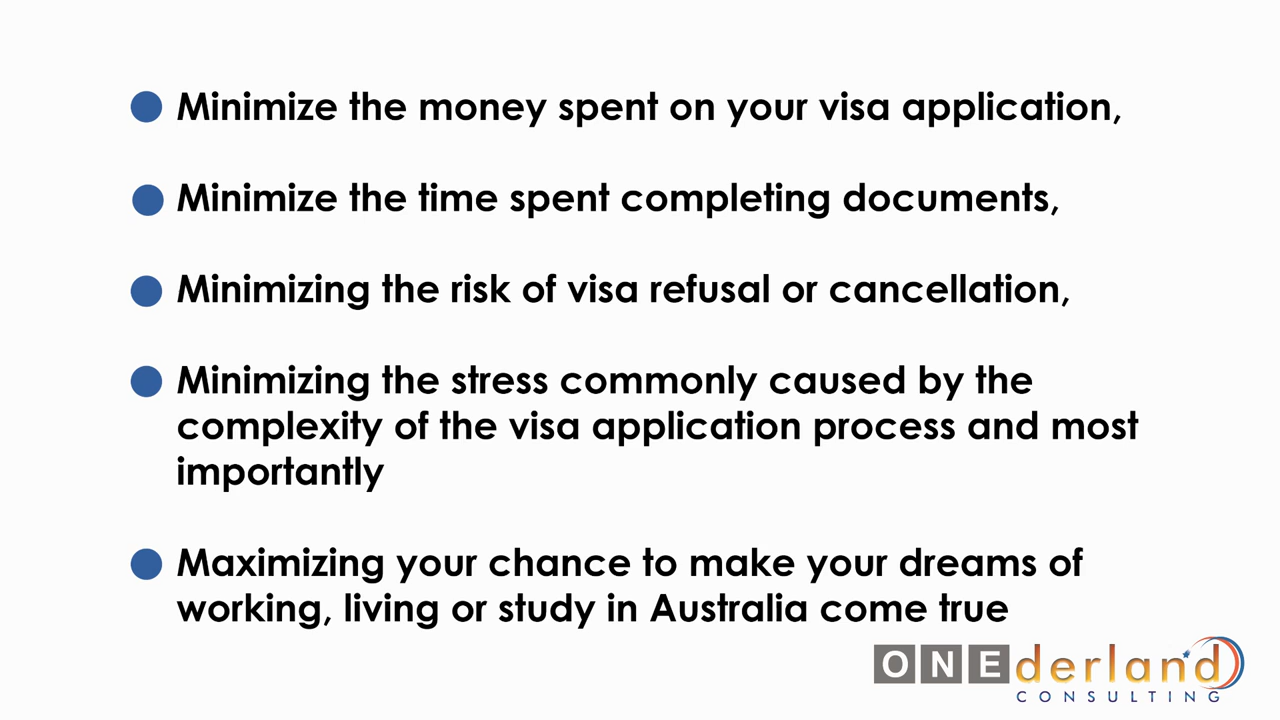 Minimize the money spent on your visa application,
Minimize the time spent completing documents,
Minimizing the risk of visa refusal or cancellation,
Minimizing the stress commonly caused by the
complexity of the visa application process and most
importantly
Maximizing your chance to make your dreams of
working, living or study in Australia come true
ONEderland
CONSULTING